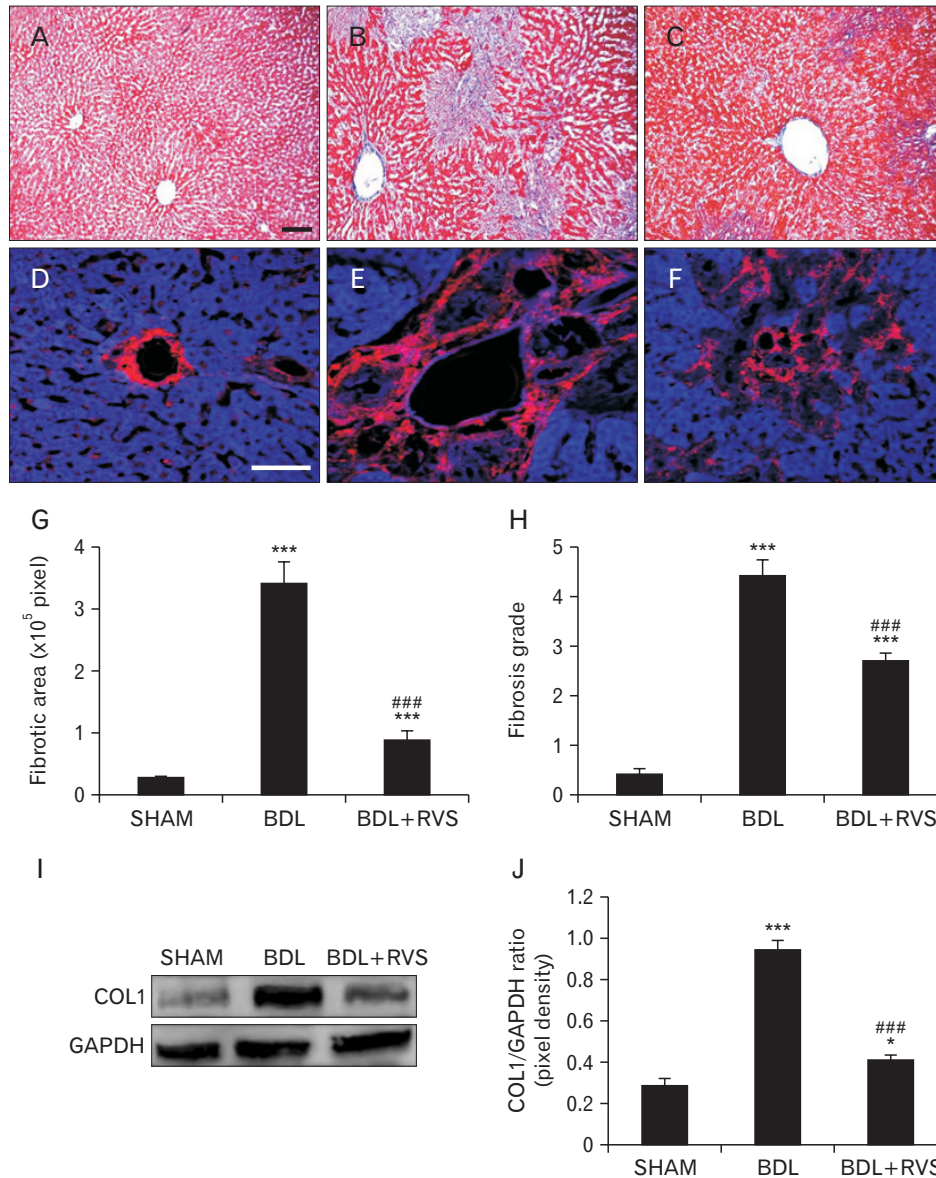 A
B
C
D
E
F
G
Fibrotic area (x10⁵ pixel)
4
3
2
1
0
***
###
***
SHAM BDL BDL+RVS
H
Fibrosis grade
5
4
3
2
1
0
***
###
***
SHAM BDL BDL+RVS
I
SHAM BDL BDL+RVS
COL1
GAPDH
J
COL1/GAPDH ratio
(pixel density)
1.2
1.0
0.8
0.6
0.4
0.2
0
***
###
*
SHAM BDL BDL+RVS